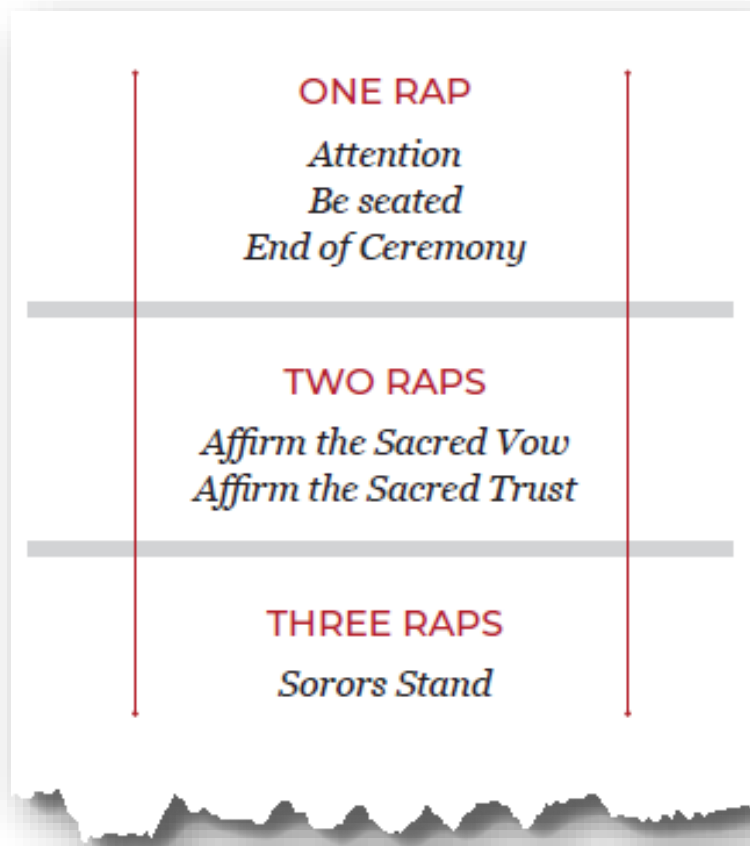 ONE RAP
Attention
Be seated
End of Ceremony
TWO RAPS
Affirm the Sacred Vow
Affirm the Sacred Trust
THREE RAPS
Sorors Stand